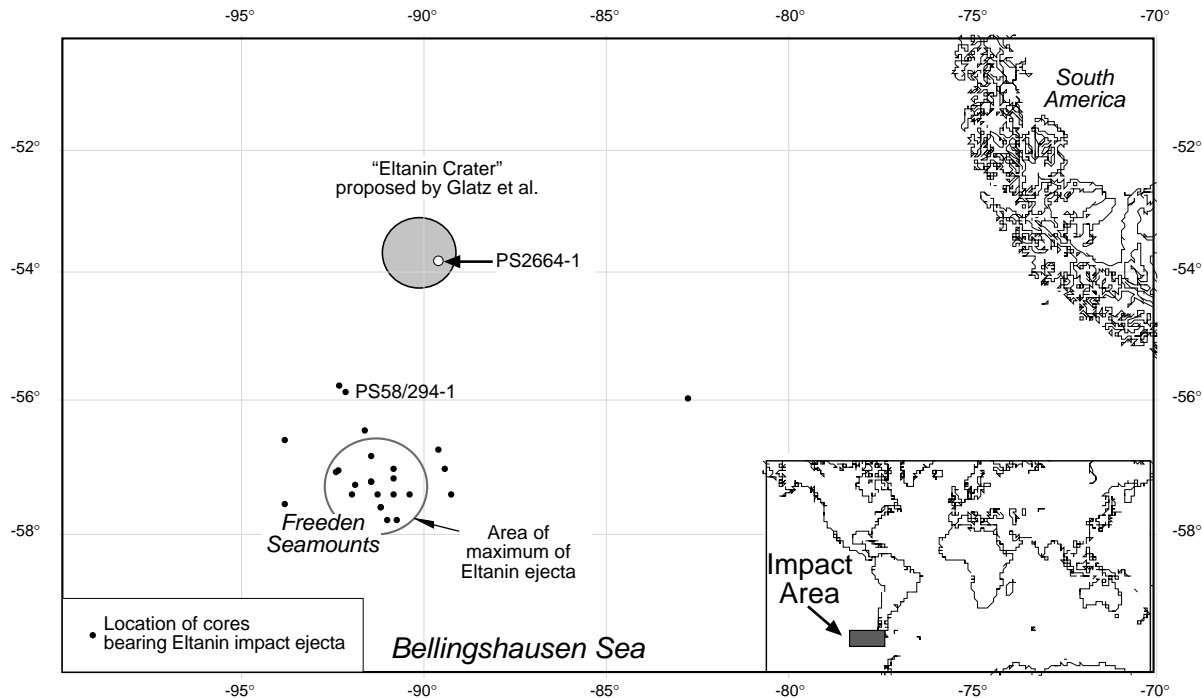 -95° -90° -85° -80° -75° -70°
South
America
-52° -52°
“Eltanin Crater”
proposed by Glatz et al.
PS2664-1
-54° -54°
PS58/294-1
-56° -56°
Freeden
Seamounts
Area of
maximum of
Eltanin ejecta
-58° -58°
Impact
Area
Location of cores
bearing Eltanin impact ejecta
Bellingshausen Sea
-95° -90° -85° -80° -75° -70°